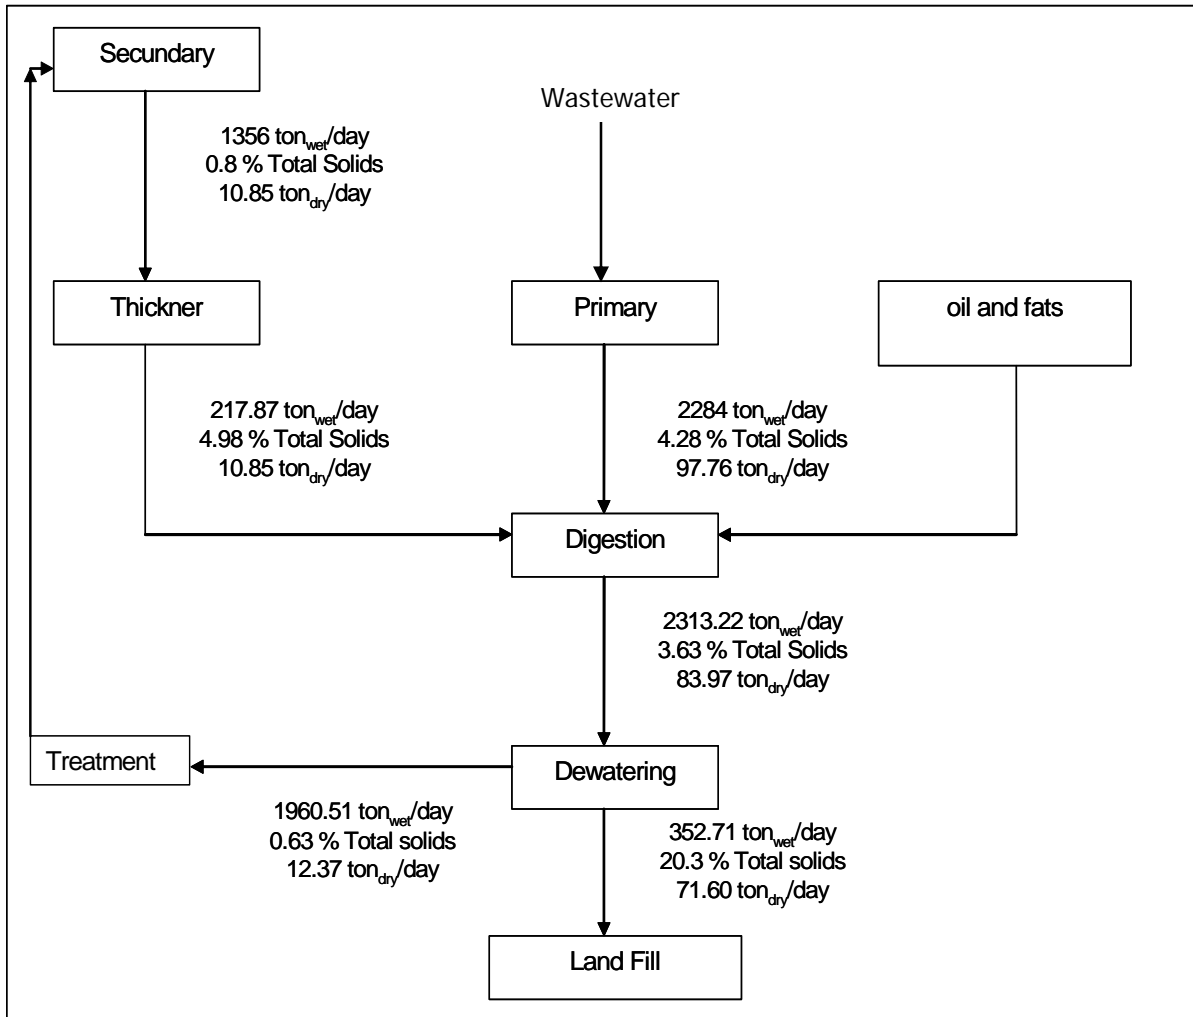 Secundary
Wastewater
1356 ton_wet/day
0.8 % Total Solids
10.85 ton_dry/day
Thickner
Primary
oil and fats
217.87 ton_wet/day
4.98 % Total Solids
10.85 ton_dry/day
2284 ton_wet/day
4.28 % Total Solids
97.76 ton_dry/day
Digestion
2313.22 ton_wet/day
3.63 % Total Solids
83.97 ton_dry/day
Treatment
Dewatering
1960.51 ton_wet/day
0.63 % Total solids
12.37 ton_dry/day
352.71 ton_wet/day
20.3 % Total solids
71.60 ton_dry/day
Land Fill